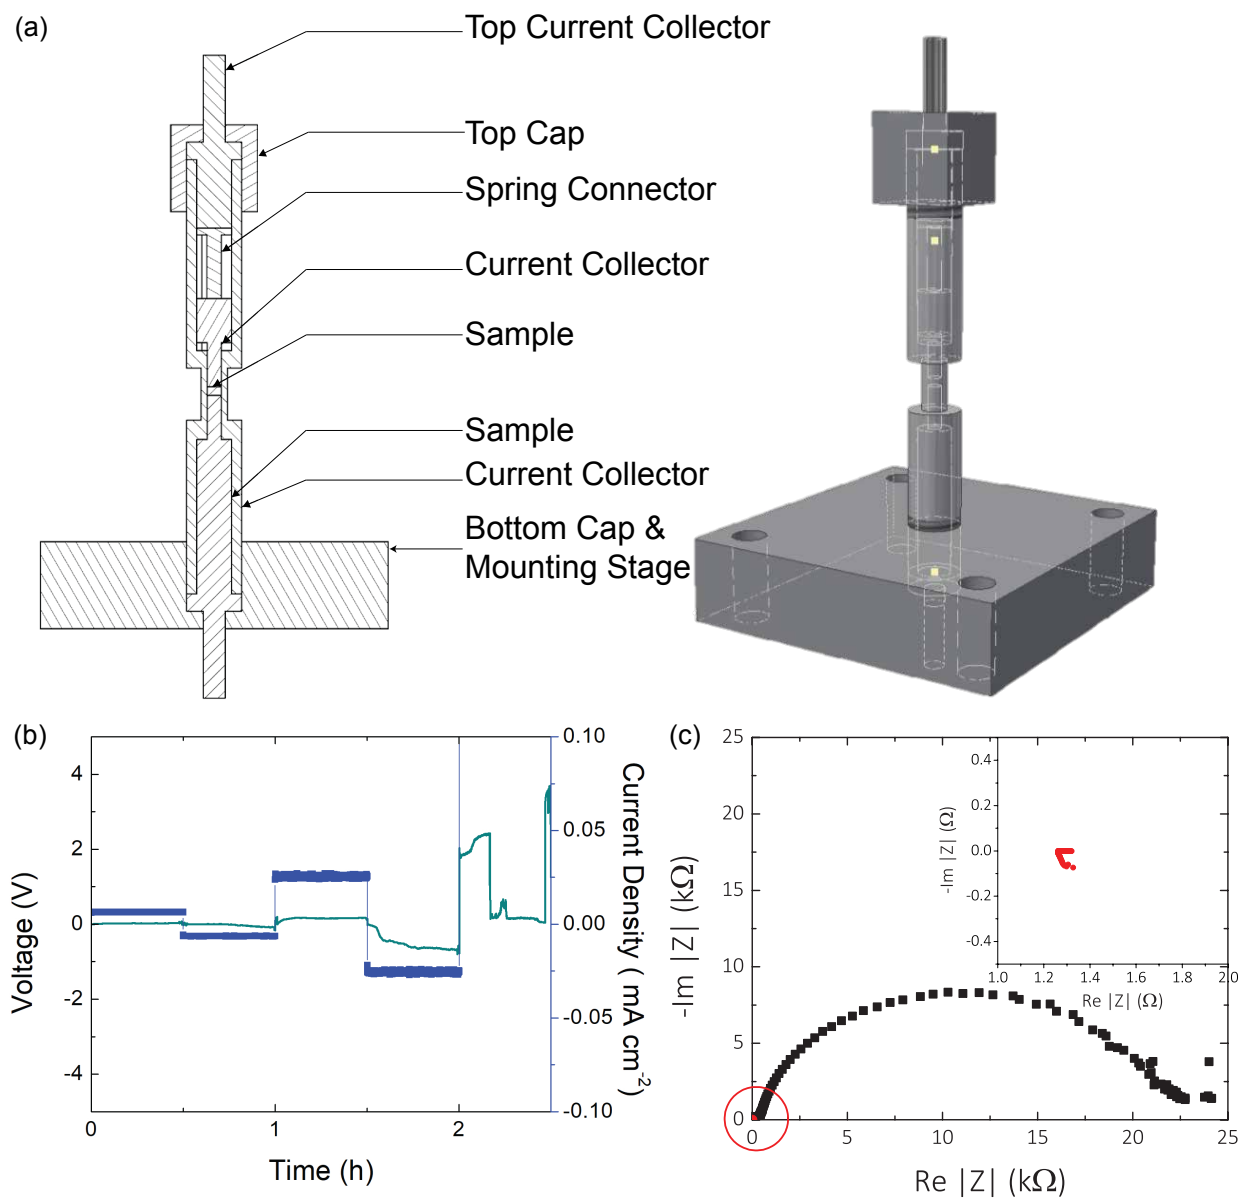 (a)
Top Current Collector
Top Cap
Spring Connector
Current Collector
Sample
Sample
Current Collector
Bottom Cap &
Mounting Stage
(b)
4
2
0
-2
-4
Voltage (V)
0.10
0.05
0.00
-0.05
-0.10
Current Density ( mA cm-2)
0
1
2
Time (h)
(c)
25
20
15
10
5
0
-Im |Z| (kΩ)
0
5
10
15
20
25
Re |Z| (kΩ)
0.4
0.2
0.0
-0.2
-0.4
-Im |Z| (Ω)
1.0
1.2
1.4
1.6
1.8
2.0
Re |Z| (Ω)